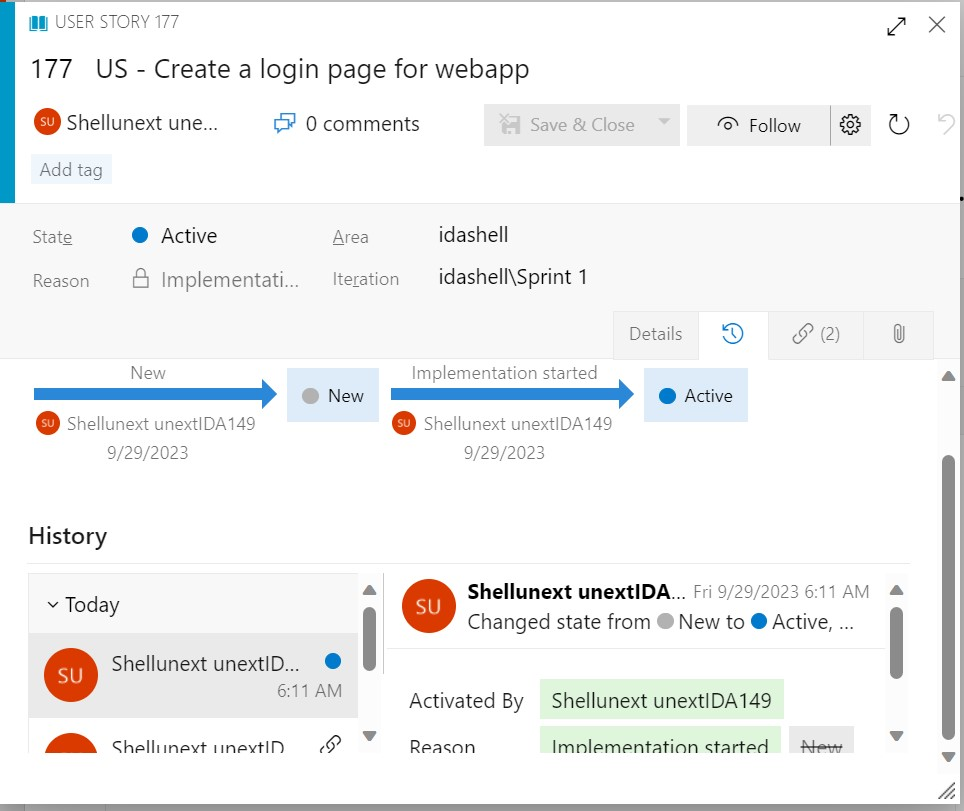 USER STORY 177
177 US - Create a login page for webapp
SU Shellunext une... 0 comments Save & Close Follow
Add tag
State Active Area idashell
Reason Implementati... Iteration idashell\Sprint 1
Details (2)
New Implementation started
New Active
SU Shellunext unextIDA149 SU Shellunext unextIDA149
9/29/2023 9/29/2023
History
Today
SU Shellunext unextID...
6:11 AM
Shellunext unextID
SU Shellunext unextIDA... Fri 9/29/2023 6:11 AM
Changed state from New to Active, ...
Activated By Shellunext unextIDA149
Reason Implementation started New